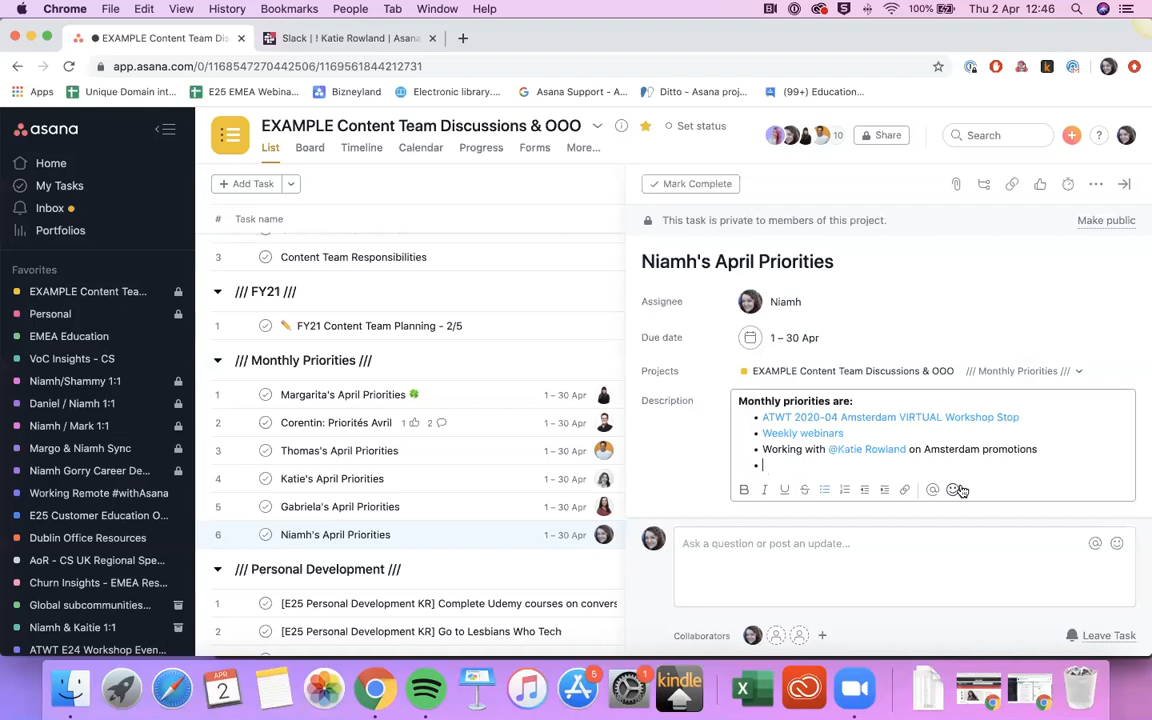 Chrome File Edit View History Bookmarks People Tab Window Help 100% Thu 2 Apr 12:46
EXAMPLE Content Team Dis Slack | ! Katie Rowland | Asana
app.asana.com/0/1168547270442506/1169561844212731
Apps Unique Domain int... E25 EMEA Webina... Bizneyland Electronic library.... Asana Support - A... Ditto - Asana proj... (99+) Education...
asana
Home
My Tasks
Inbox
Portfolios
Favorites
EXAMPLE Content Tea...
Personal
EMEA Education
VoC Insights - CS
Niamh/Shammy 1:1
Daniel / Niamh 1:1
Niamh / Mark 1:1
Margo & Niamh Sync
Niamh Gorry Career De...
Working Remote #withAsana
E25 Customer Education O...
Dublin Office Resources
AoR - CS UK Regional Spe...
Churn Insights - EMEA Res...
Global subcommunities...
Niamh & Kaitie 1:1
ATWT E24 Workshop Even...
EXAMPLE Content Team Discussions & OOO Set status
List Board Timeline Calendar Progress Forms More...
10 Share Search ?
+ Add Task
# Task name
3 Content Team Responsibilities
/// FY21 ///
1 ✏️ FY21 Content Team Planning - 2/5
/// Monthly Priorities ///
1 Margarita's April Priorities 🍀 1 – 30 Apr
2 Corentin: Priorités Avril 1 2 1 – 30 Apr
3 Thomas's April Priorities 1 – 30 Apr
4 Katie's April Priorities 1 – 30 Apr
5 Gabriela's April Priorities 1 – 30 Apr
6 Niamh's April Priorities 1 – 30 Apr
/// Personal Development ///
1 [E25 Personal Development KR] Complete Udemy courses on convers
2 [E25 Personal Development KR] Go to Lesbians Who Tech
Mark Complete
This task is private to members of this project. Make public
Niamh's April Priorities
Assignee Niamh
Due date 1 – 30 Apr
Projects EXAMPLE Content Team Discussions & OOO /// Monthly Priorities ///
Description Monthly priorities are:
• ATWT 2020-04 Amsterdam VIRTUAL Workshop Stop
• Weekly webinars
• Working with @Katie Rowland on Amsterdam promotions
•
B I U S @
Ask a question or post an update...
Collaborators + Leave Task
APR 2 5 1 kindle